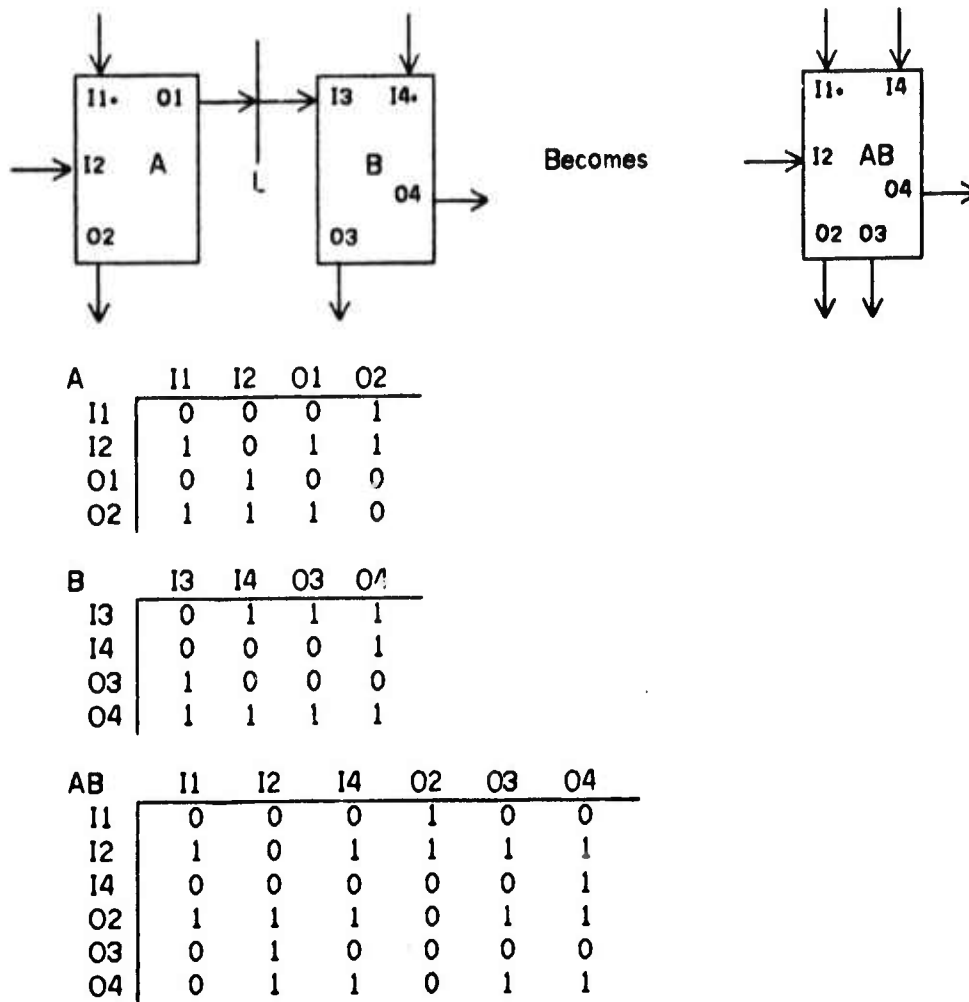 I1• O1 I3 I4• I1• I4
I2 A B Becomes I2 AB
L O4 O4
O2 O3 O2 O3
A I1 I2 O1 O2
I1 0 0 0 1
I2 1 0 1 1
O1 0 1 0 0
O2 1 1 1 0
B I3 I4 O3 O4
I3 0 1 1 1
I4 0 0 0 1
O3 1 0 0 0
O4 1 1 1 1
AB I1 I2 I4 O2 O3 O4
I1 0 0 0 1 0 0
I2 1 0 1 1 1 1
I4 0 0 0 0 0 1
O2 1 1 1 0 1 1
O3 0 1 0 0 0 0
O4 0 1 1 0 1 1